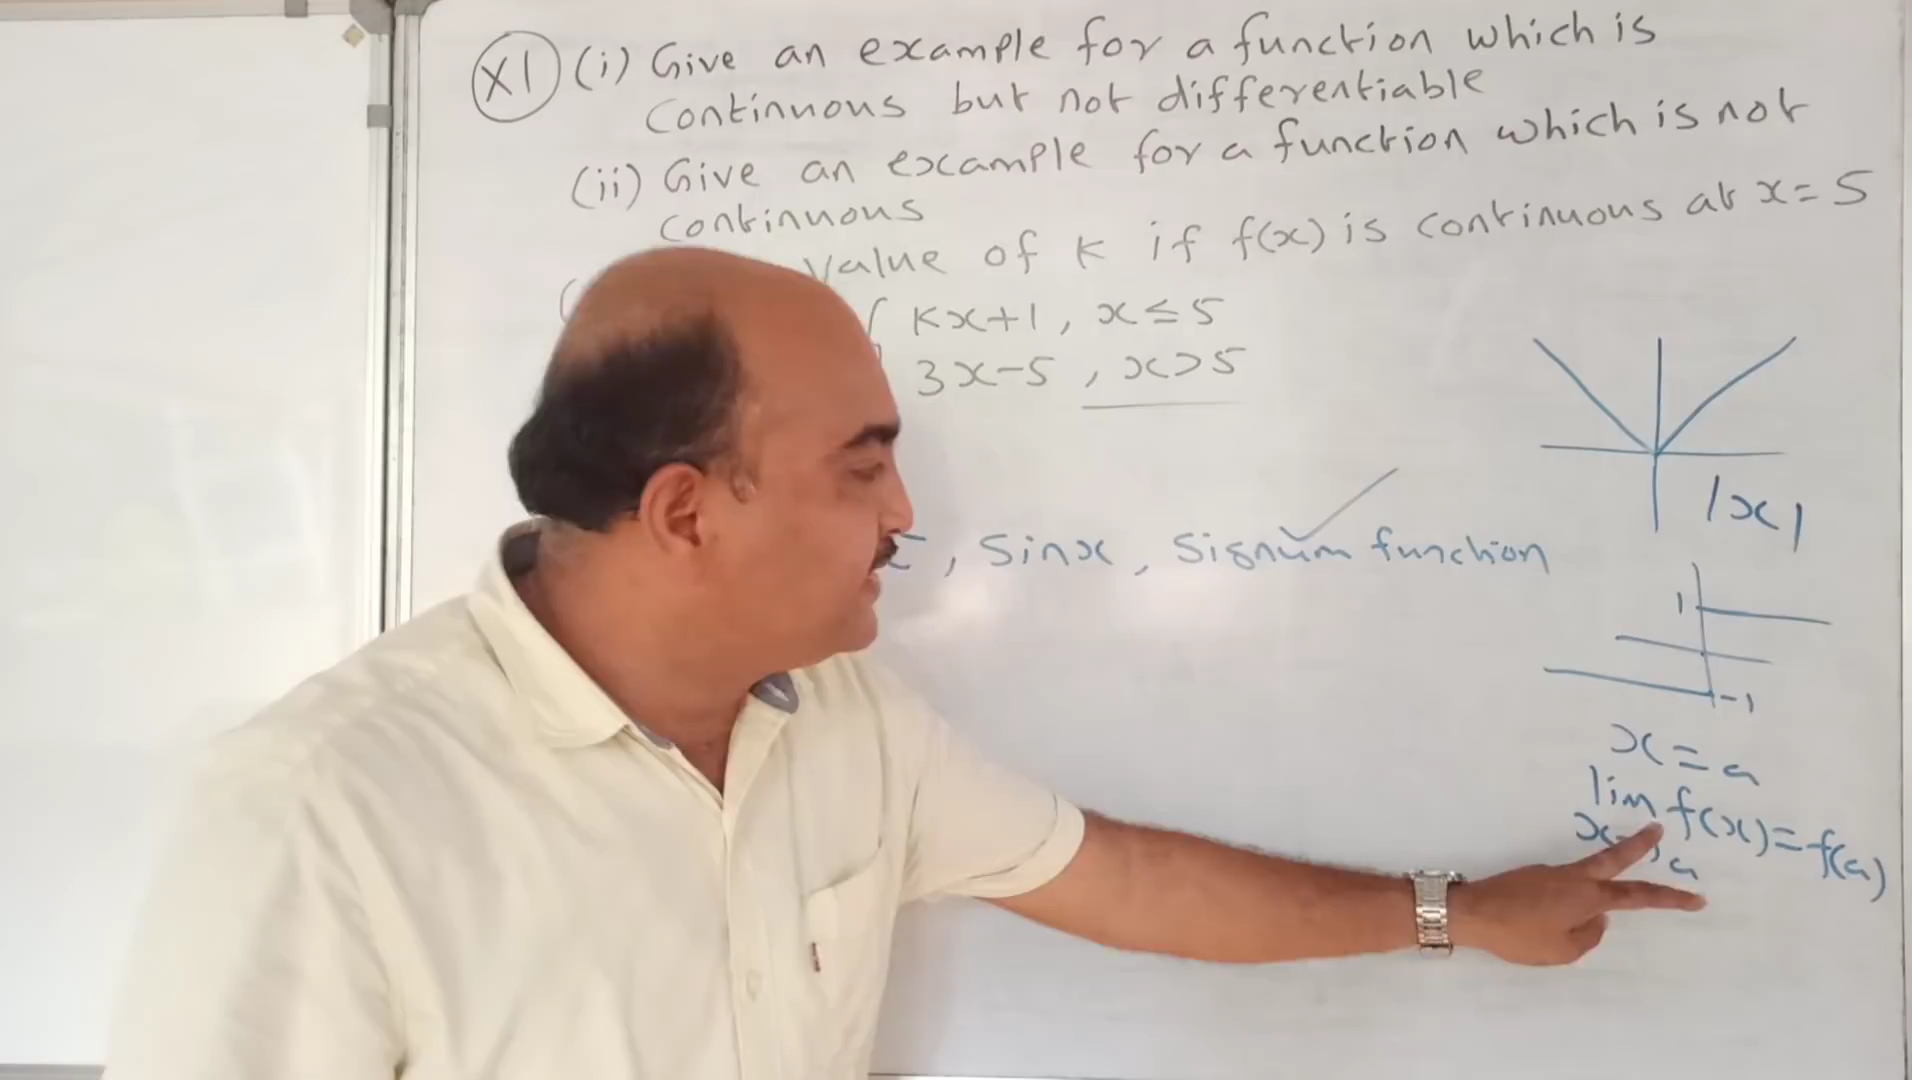 XI (i) Give an example for a function which is
continuous but not differentiable
(ii) Give an example for a function which is not
continuous
value of k if f(x) is continuous at x = 5
{ kx+1, x ≤ 5
3x-5, x>5
|x|
, Sinx, Signum function
1
-1
x = a
lim f(x) = f(a)
x→a